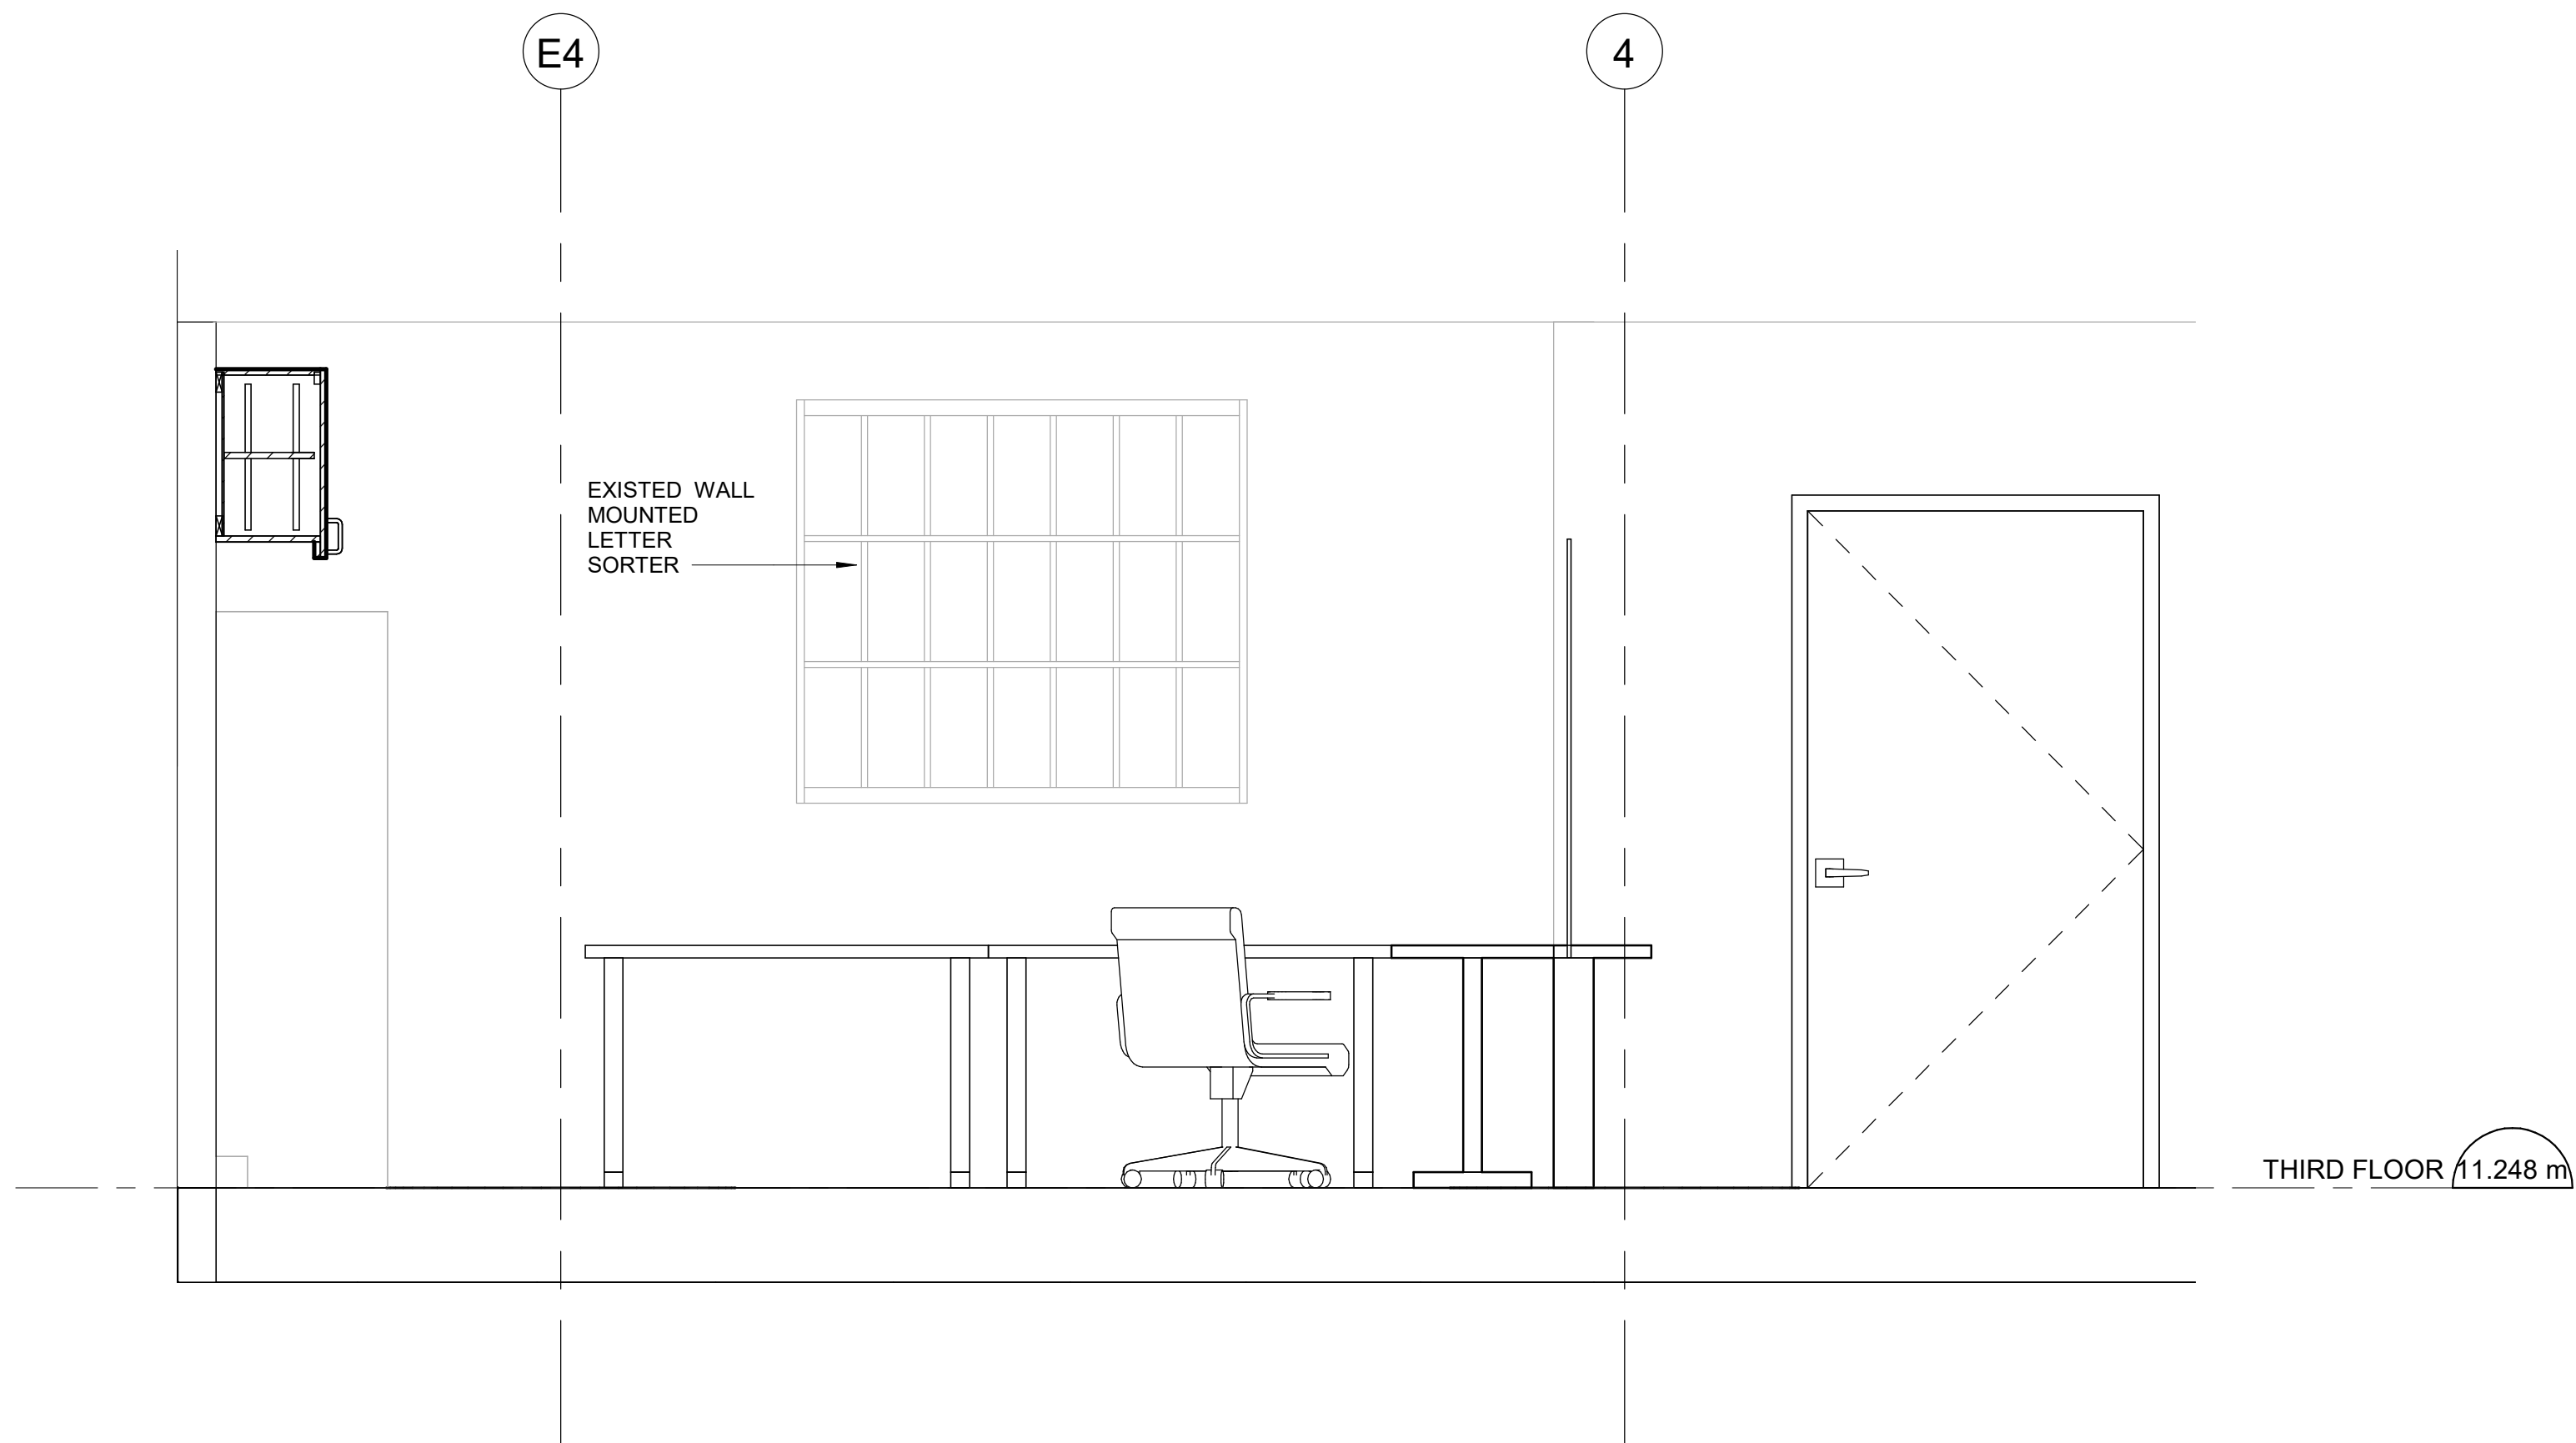 E4
4
EXISTED WALL
MOUNTED
LETTER
SORTER
THIRD FLOOR 11.248 m